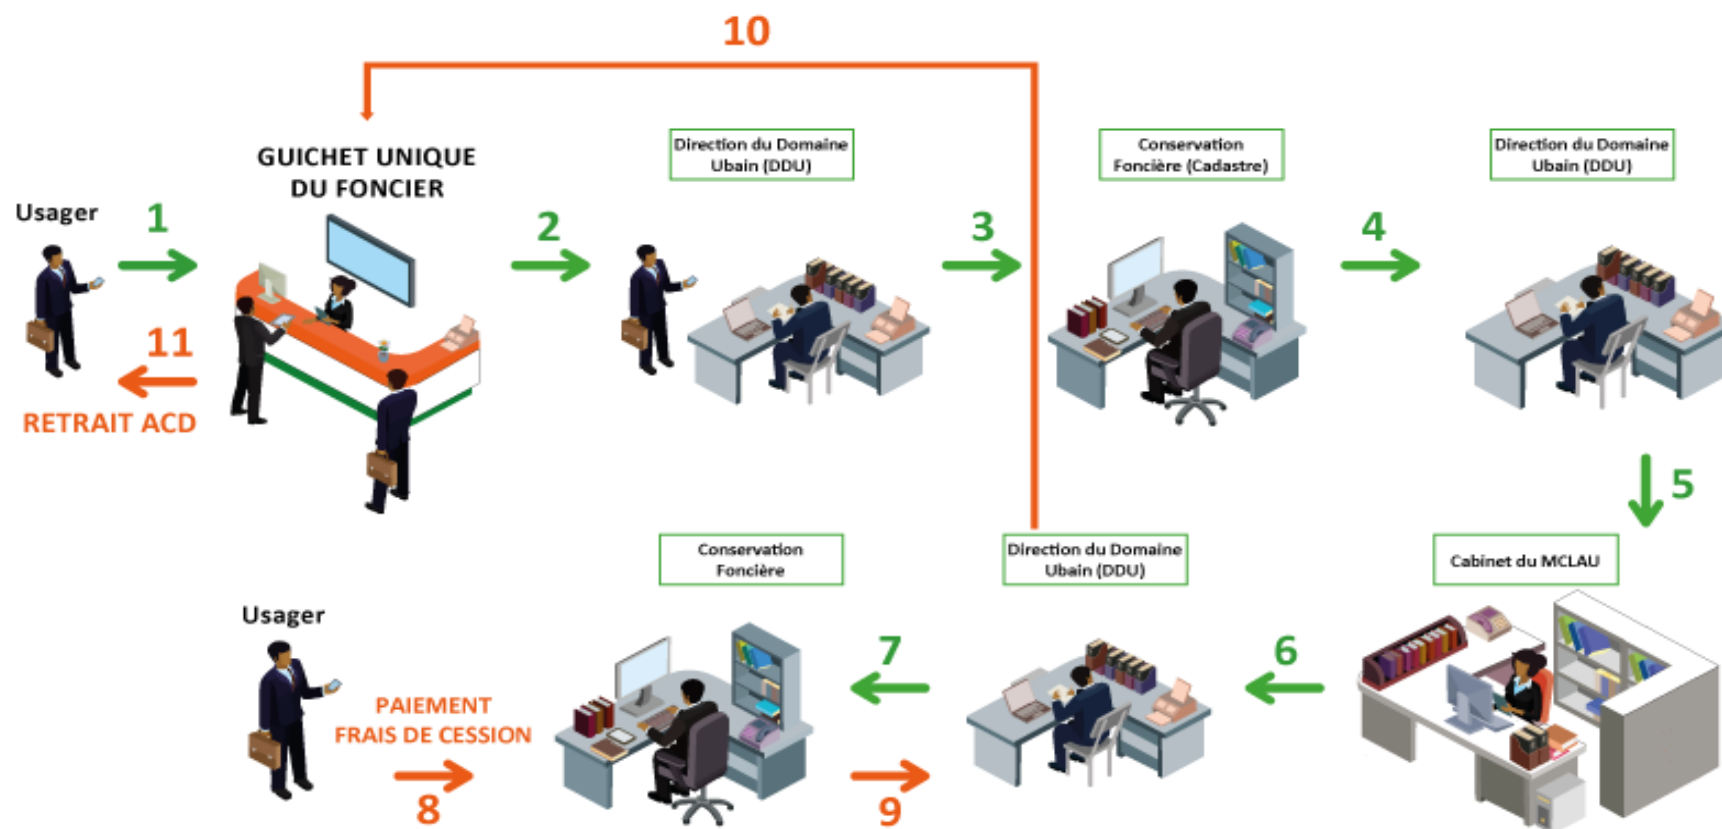 10
GUICHET UNIQUE
DU FONCIER
Direction du Domaine
Ubain (DDU)
Conservation
Foncière (Cadastre)
Direction du Domaine
Ubain (DDU)
Usager
1
2
3
4
11
RETRAIT ACD
5
Conservation
Foncière
Direction du Domaine
Ubain (DDU)
Cabinet du MCLAU
Usager
7
6
PAIEMENT
FRAIS DE CESSION
8
9